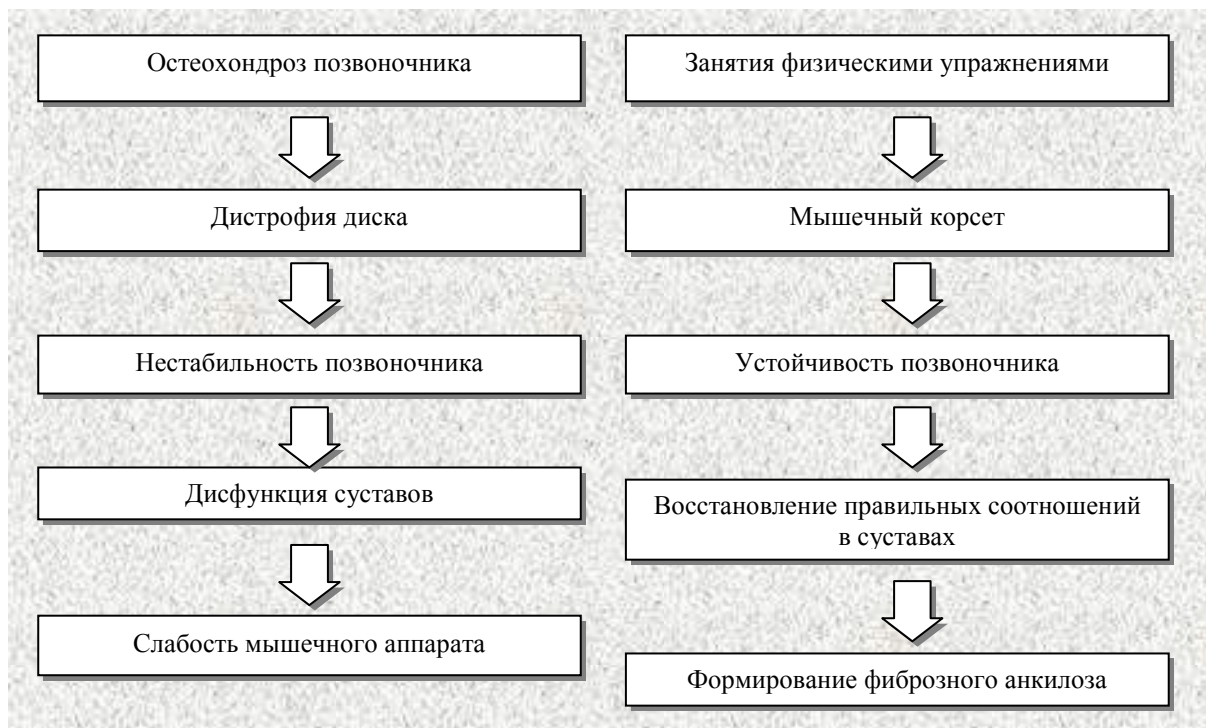 Остеохондроз позвоночника
Дистрофия диска
Нестабильность позвоночника
Дисфункция суставов
Слабость мышечного аппарата
Занятия физическими упражнениями
Мышечный корсет
Устойчивость позвоночника
Восстановление правильных соотношений
в суставах
Формирование фиброзного анкилоза